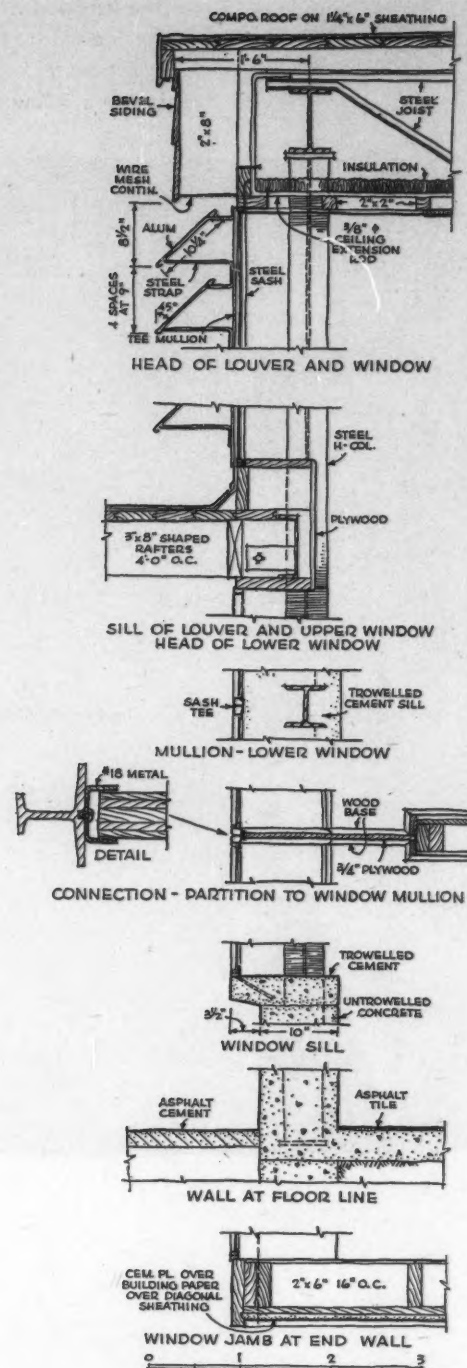 COMPO. ROOF ON 1¼"x 6" SHEATHING
1'-6"
BEVEL
SIDING
2"x 8"
STEEL
JOIST
INSULATION
WIRE
MESH
CONTIN.
2"x 2"
8½"
ALUM
10¼"
3/8" ϕ
CEILING
EXTENSION
ROD
STEEL
STRAP
STEEL
SASH
SPACES
AT 9"
45°
TEE MULLION
HEAD OF LOUVER AND WINDOW
STEEL
H-COL.
PLYWOOD
3"x 8" SHAPED
RAFTERS
4'-0" O.C.
SILL OF LOUVER AND UPPER WINDOW
HEAD OF LOWER WINDOW
SASH
TEE
TROWELLED
CEMENT SILL
MULLION - LOWER WINDOW
#18 METAL
DETAIL
WOOD
BASE
3/4" PLYWOOD
CONNECTION - PARTITION TO WINDOW MULLION
TROWELLED
CEMENT
UNTROWELLED
CONCRETE
3½"
10"
WINDOW SILL
ASPHALT
CEMENT
ASPHALT
TILE
WALL AT FLOOR LINE
CEM. PL. OVER
BUILDING PAPER
OVER DIAGONAL
SHEATHING
2"x 6" 16" O.C.
WINDOW JAMB AT END WALL
0 1 2 3